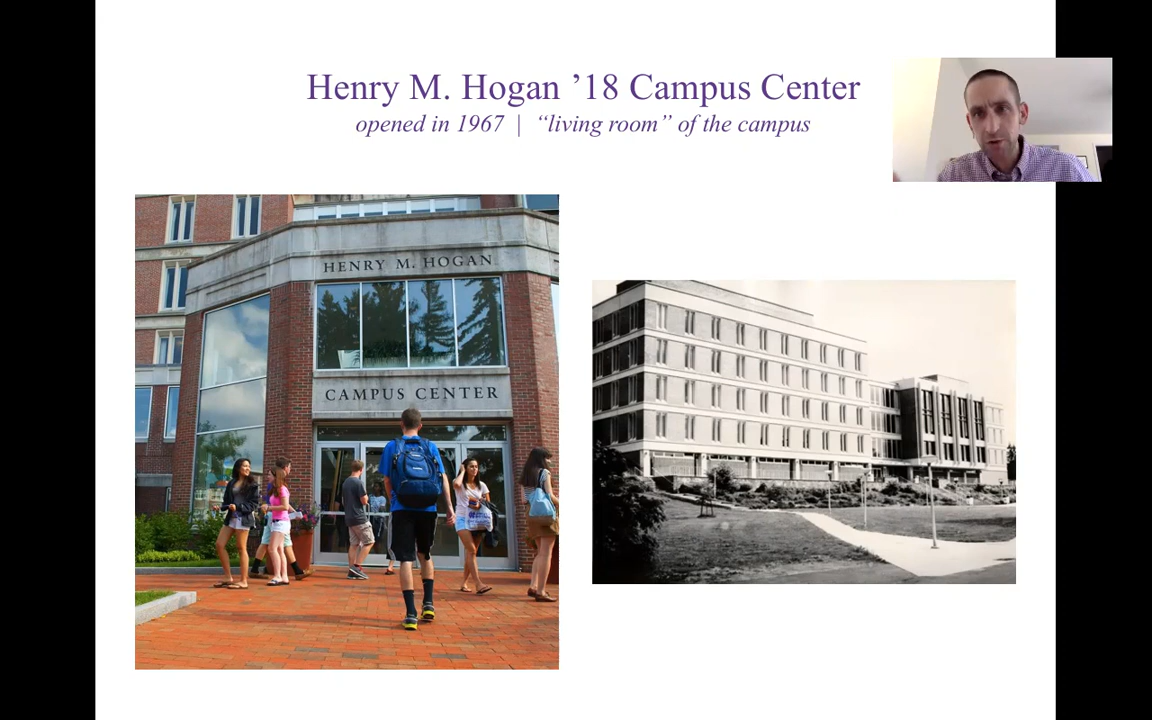 Henry M. Hogan ’18 Campus Center
opened in 1967 | “living room” of the campus
HENRY M. HOGAN
CAMPUS CENTER